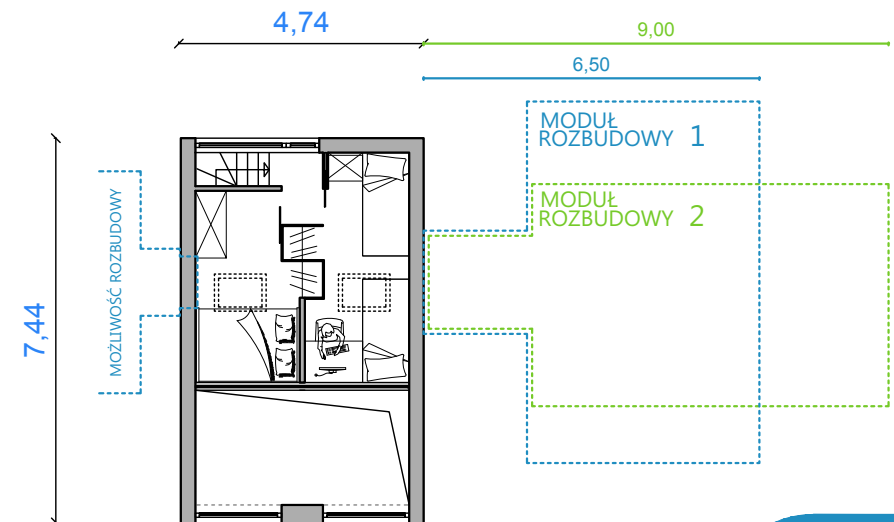 4,74
9,00
6,50
MODUŁ
ROZBUDOWY 1
MODUŁ
ROZBUDOWY 2
MOŻLIWOŚĆ ROZBUDOWY
7,44